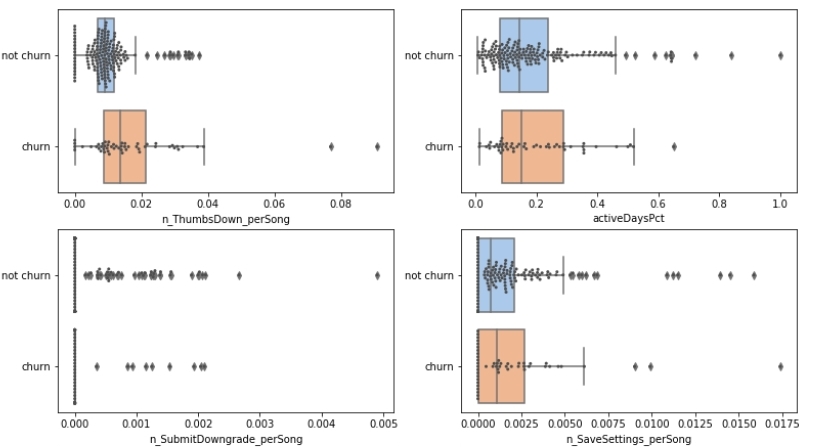 not churn
churn
0.00 0.02 0.04 0.06 0.08
n_ThumbsDown_perSong
not churn
churn
0.0 0.2 0.4 0.6 0.8 1.0
activeDaysPct
not churn
churn
0.000 0.001 0.002 0.003 0.004 0.005
n_SubmitDowngrade_perSong
not churn
churn
0.0000 0.0025 0.0050 0.0075 0.0100 0.0125 0.0150 0.0175
n_SaveSettings_perSong